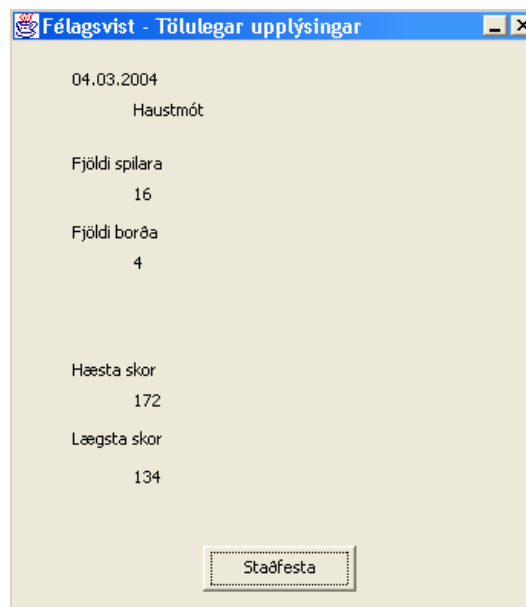 Félagsvist - Tölulegar upplýsingar
04.03.2004
Haustmót
Fjöldi spilara
16
Fjöldi borða
4
Hæsta skor
172
Lægsta skor
134
Staðfesta